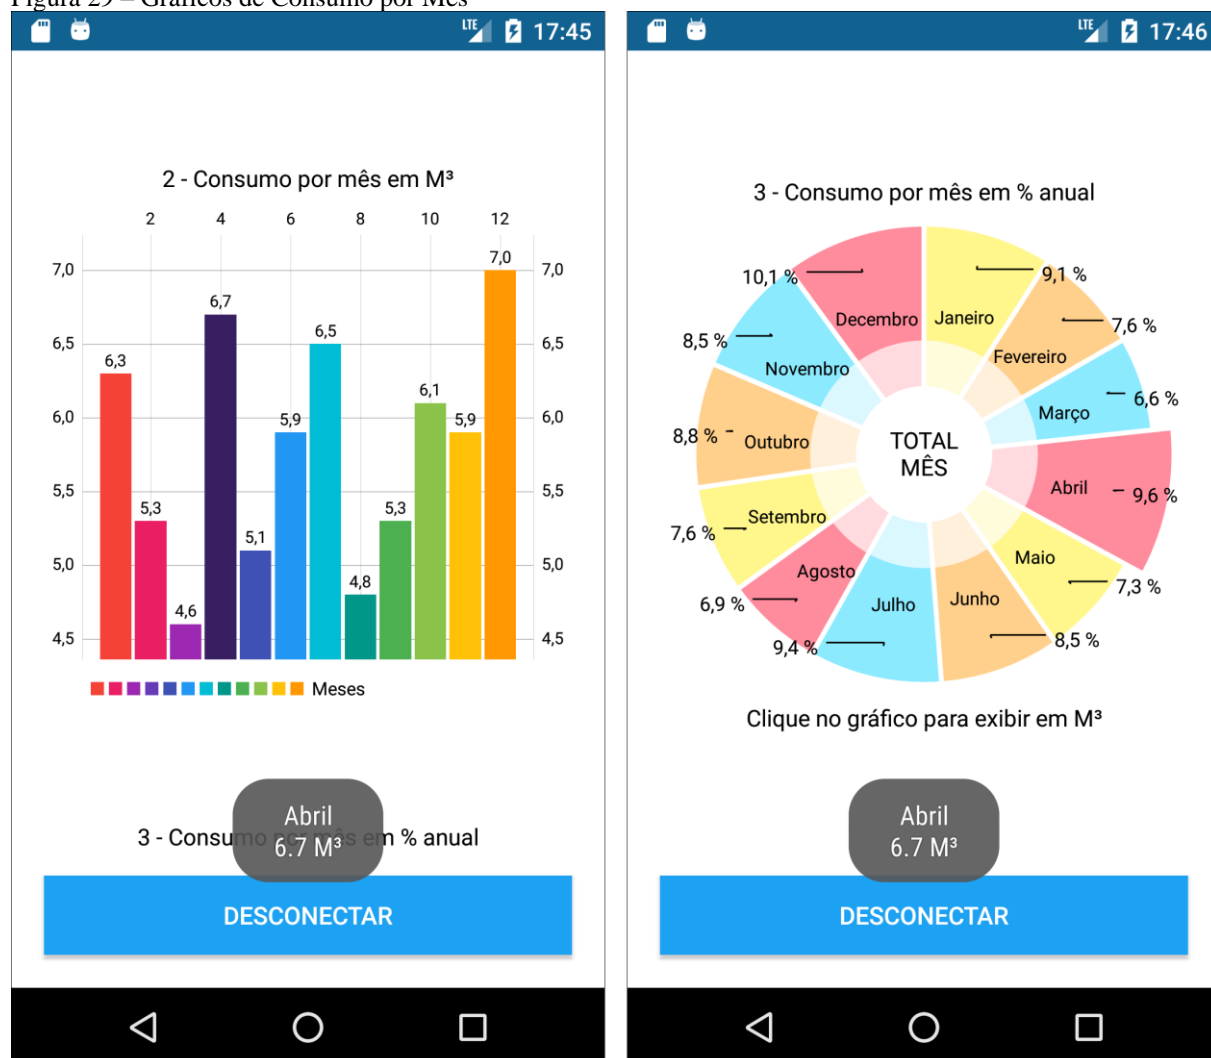 Figura 29 – Gráficos de Consumo por Mês
LTE 17:45
2 - Consumo por mês em M³
2 4 6 8 10 12
7,0 7,0 7,0
6,7
6,5 6,5 6,5
6,3
6,1
6,0 5,9 5,9 6,0
5,5 5,3 5,3 5,5
5,1
5,0 4,8 5,0
4,6
4,5 4,5
Meses
3 - Consumo por mês em % anual
Abril
6.7 M³
DESCONECTAR
LTE 17:46
3 - Consumo por mês em % anual
10,1 % 9,1 %
Decembro Janeiro
8,5 % 7,6 %
Novembro Fevereiro
6,6 %
Março
8,8 % Outubro
TOTAL
MÊS
Abril 9,6 %
Setembro
7,6 %
Maio
7,3 %
Agosto
6,9 %
Julho Junho
9,4 % 8,5 %
Clique no gráfico para exibir em M³
Abril
6.7 M³
DESCONECTAR